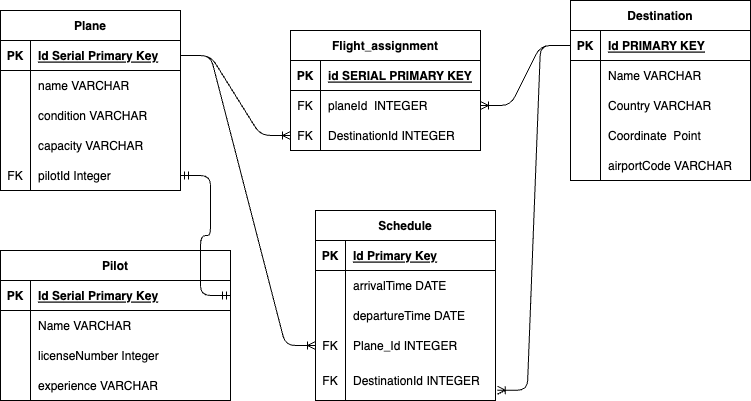 Plane
PK Id Serial Primary Key
name VARCHAR
condition VARCHAR
capacity VARCHAR
FK pilotId Integer
Flight_assignment
PK id SERIAL PRIMARY KEY
FK planeId INTEGER
FK DestinationId INTEGER
Destination
PK Id PRIMARY KEY
Name VARCHAR
Country VARCHAR
Coordinate Point
airportCode VARCHAR
Pilot
PK Id Serial Primary Key
Name VARCHAR
licenseNumber Integer
experience VARCHAR
Schedule
PK Id Primary Key
arrivalTime DATE
departureTime DATE
FK Plane_Id INTEGER
FK DestinationId INTEGER